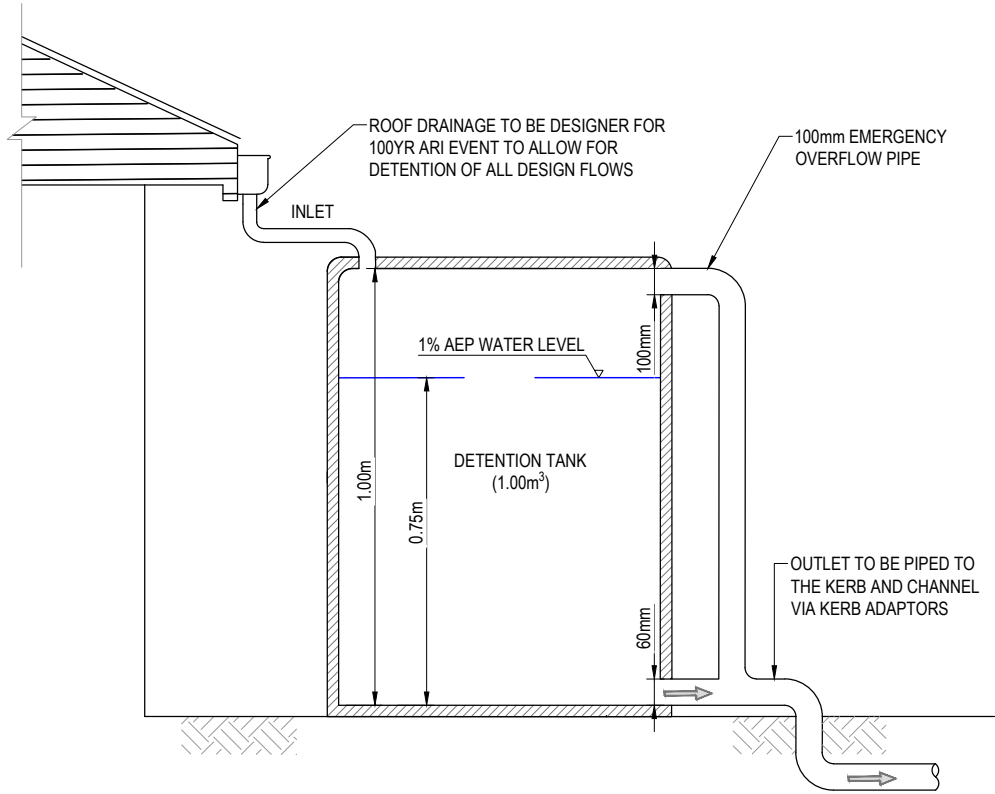 ROOF DRAINAGE TO BE DESIGNER FOR
100YR ARI EVENT TO ALLOW FOR
DETENTION OF ALL DESIGN FLOWS
100mm EMERGENCY
OVERFLOW PIPE
INLET
1% AEP WATER LEVEL
100mm
DETENTION TANK
(1.00m³)
1.00m
0.75m
OUTLET TO BE PIPED TO
THE KERB AND CHANNEL
VIA KERB ADAPTORS
60mm